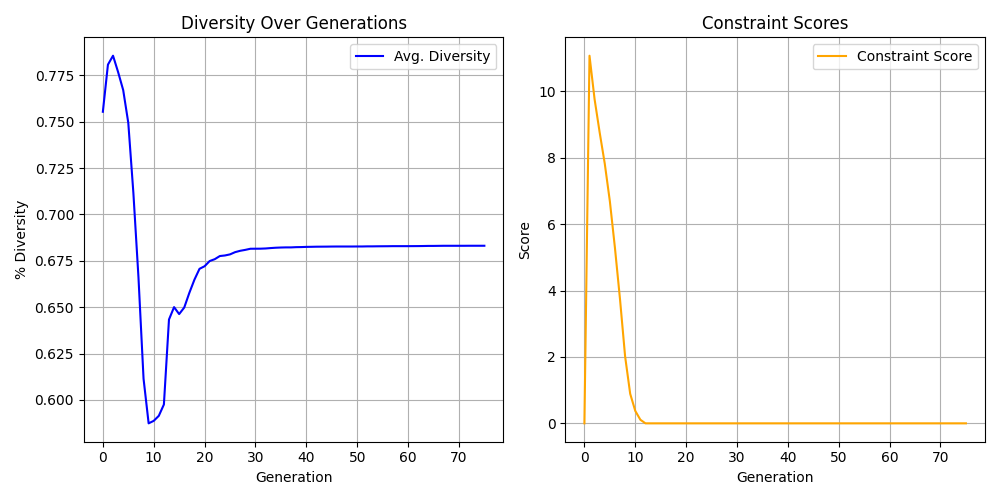 Diversity Over Generations
Avg. Diversity
% Diversity
0.775
0.750
0.725
0.700
0.675
0.650
0.625
0.600
0 10 20 30 40 50 60 70
Generation
Constraint Scores
Constraint Score
Score
10
8
6
4
2
0
0 10 20 30 40 50 60 70
Generation